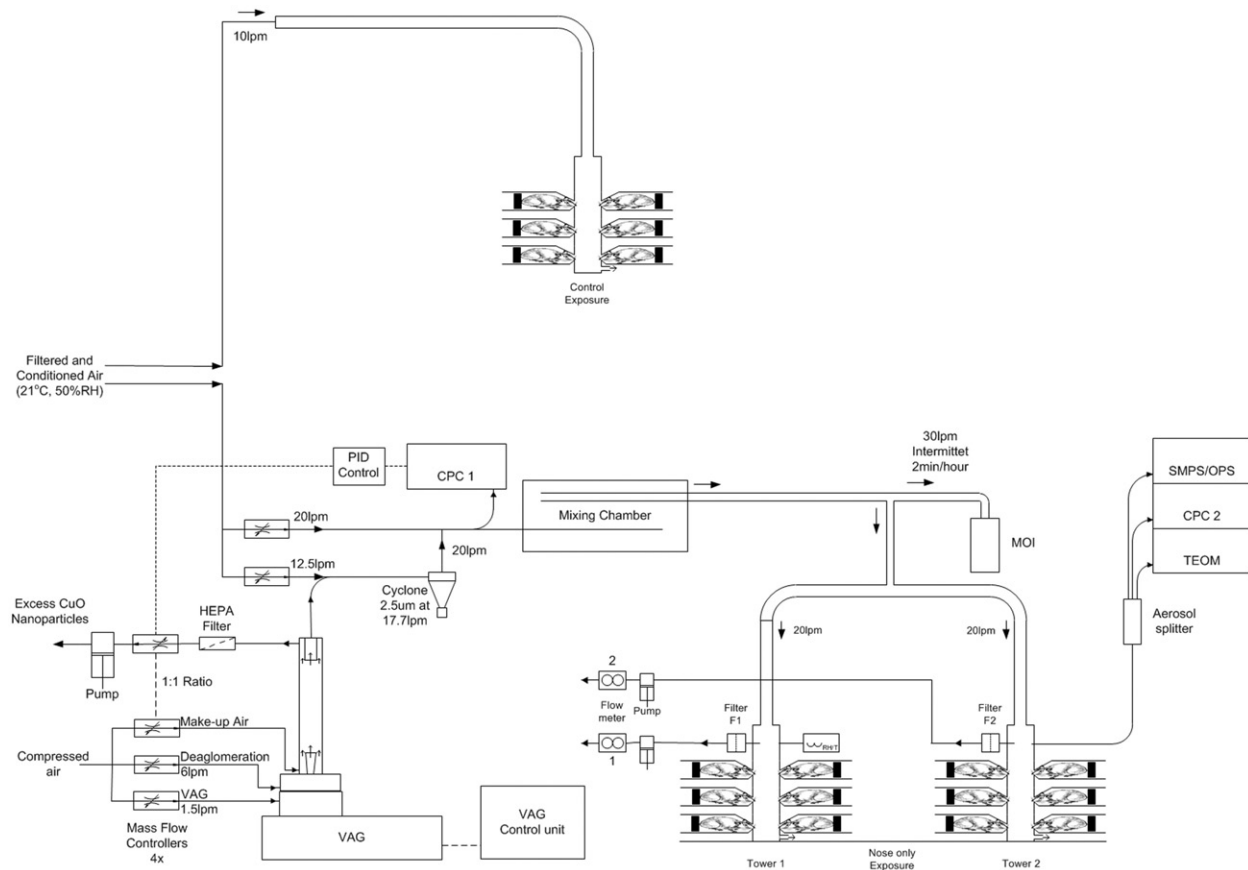 10lpm
Control
Exposure
Filtered and
Conditioned Air
(21°C, 50%RH)
PID
Control
CPC 1
20lpm
12.5lpm
20lpm
Cyclone
2.5um at
17.7lpm
Mixing Chamber
30lpm
Intermittet
2min/hour
MOI
SMPS/OPS
CPC 2
TEOM
Aerosol
splitter
20lpm
20lpm
Excess CuO
Nanoparticles
HEPA
Filter
Pump
1:1 Ratio
Make-up Air
Compressed
air
Deaglomeration
6lpm
VAG
1.5lpm
Mass Flow
Controllers
4x
VAG
VAG
Control unit
2
Flow
meter
Pump
1
Filter
F1
RH/T
Filter
F2
Tower 1
Nose only
Exposure
Tower 2